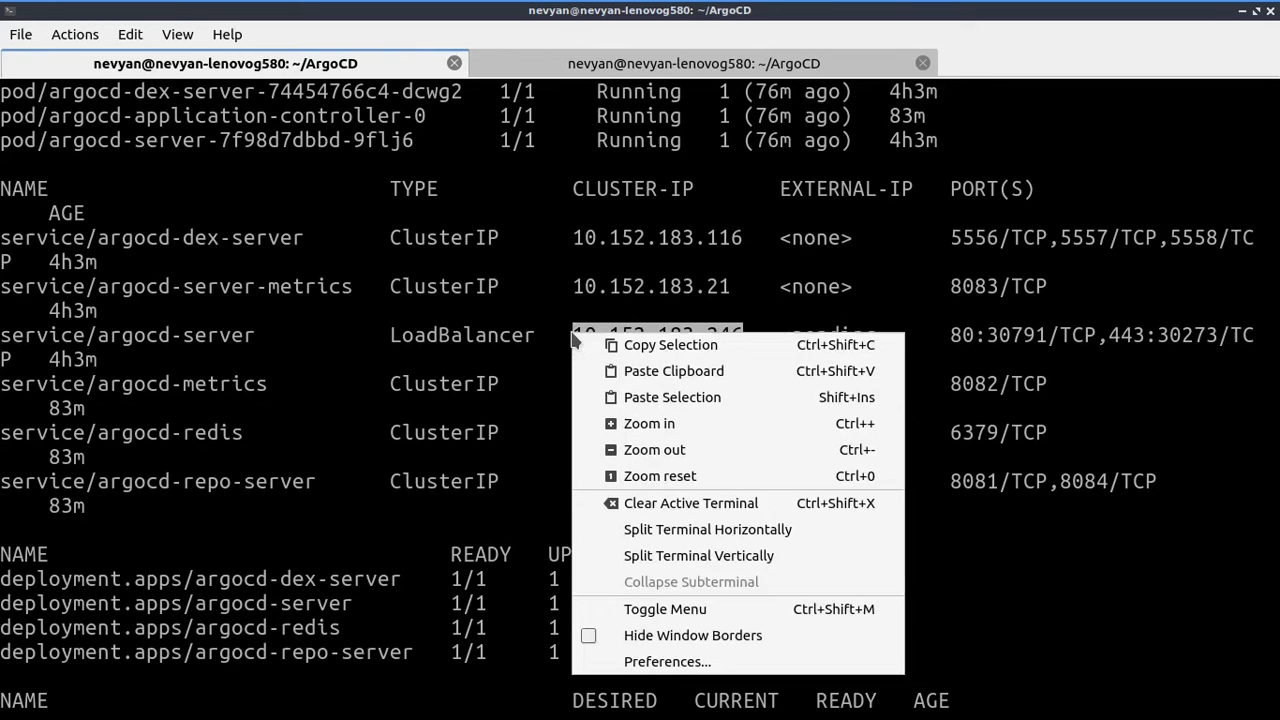 nevyan@nevyan-lenovog580: ~/ArgoCD
File Actions Edit View Help
nevyan@nevyan-lenovog580: ~/ArgoCD nevyan@nevyan-lenovog580: ~/ArgoCD
pod/argocd-dex-server-74454766c4-dcwg2 1/1 Running 1 (76m ago) 4h3m
pod/argocd-application-controller-0 1/1 Running 1 (76m ago) 83m
pod/argocd-server-7f98d7dbbd-9flj6 1/1 Running 1 (76m ago) 4h3m
NAME TYPE CLUSTER-IP EXTERNAL-IP PORT(S)
AGE
service/argocd-dex-server ClusterIP 10.152.183.116 <none> 5556/TCP,5557/TCP,5558/TC
P 4h3m
service/argocd-server-metrics ClusterIP 10.152.183.21 <none> 8083/TCP
4h3m
service/argocd-server LoadBalancer 10.152.183.246 80:30791/TCP,443:30273/TC
P 4h3m
service/argocd-metrics ClusterIP 8082/TCP
83m
service/argocd-redis ClusterIP 6379/TCP
83m
service/argocd-repo-server ClusterIP 8081/TCP,8084/TCP
83m
NAME READY UP
deployment.apps/argocd-dex-server 1/1 1
deployment.apps/argocd-server 1/1 1
deployment.apps/argocd-redis 1/1 1
deployment.apps/argocd-repo-server 1/1 1
NAME DESIRED CURRENT READY AGE
Copy Selection Ctrl+Shift+C
Paste Clipboard Ctrl+Shift+V
Paste Selection Shift+Ins
Zoom in Ctrl++
Zoom out Ctrl+-
Zoom reset Ctrl+0
Clear Active Terminal Ctrl+Shift+X
Split Terminal Horizontally
Split Terminal Vertically
Collapse Subterminal
Toggle Menu Ctrl+Shift+M
Hide Window Borders
Preferences...